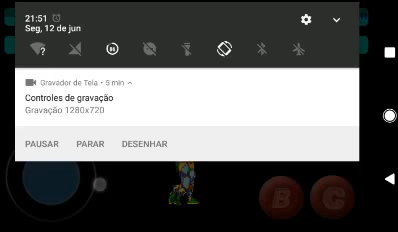 21:51
Seg, 12 de jun
?
Gravador de Tela • 5 min
Controles de gravação
Gravação 1280x720
PAUSAR PARAR DESENHAR
B C